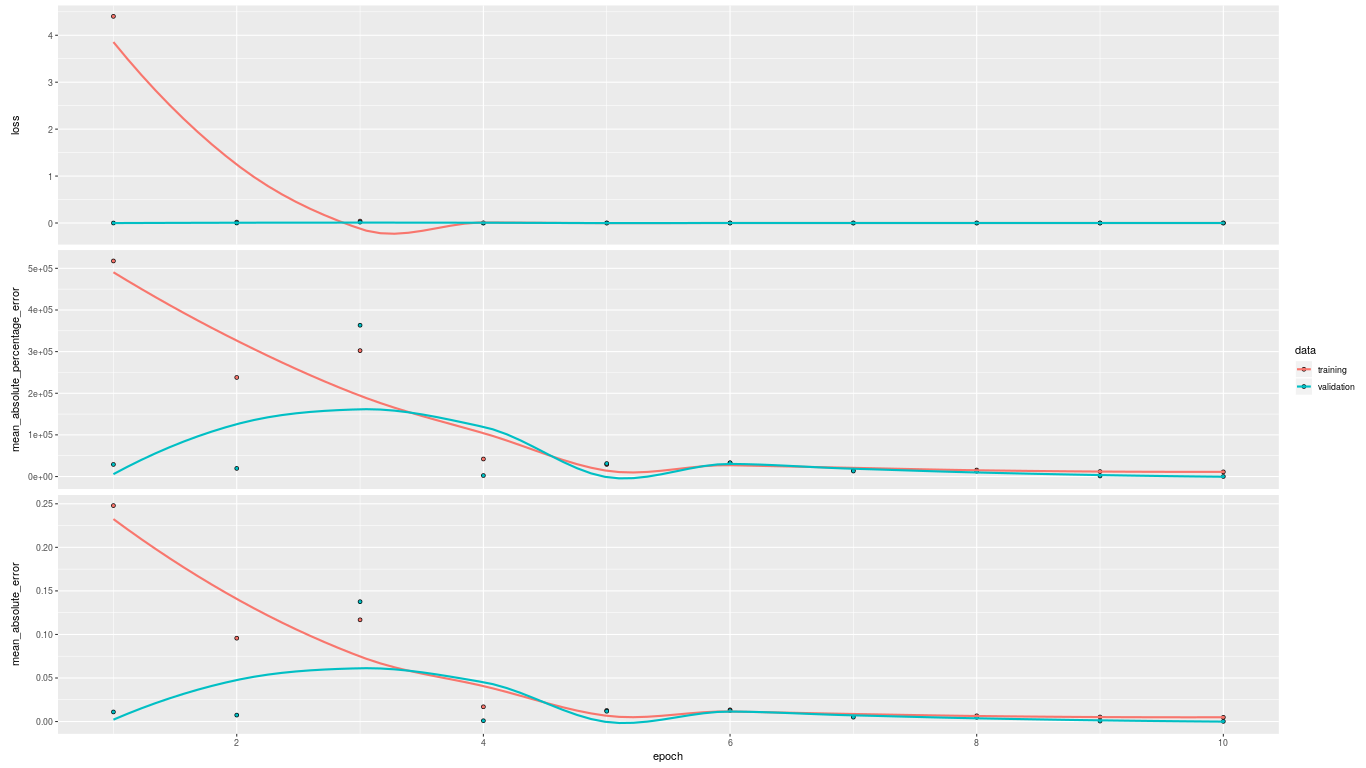 loss
4
3
2
1
0
mean_absolute_percentage_error
5e+05
4e+05
3e+05
2e+05
1e+05
0e+00
mean_absolute_error
0.25
0.20
0.15
0.10
0.05
0.00
2 4 6 8 10
epoch
data
training
validation